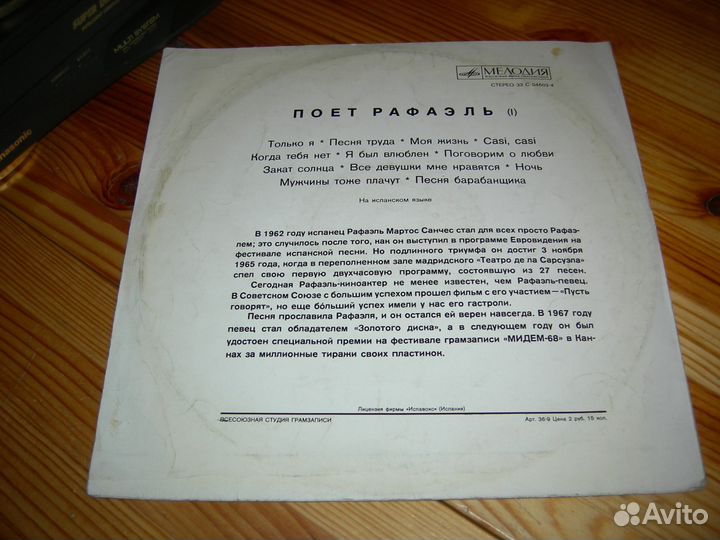 SUPER
MULTI SYSTEM
anasonic
МЕЛОДИЯ
СТЕРЕО 33 С 04603-4
ПОЕТ РАФАЭЛЬ (I)
Только я * Песня труда * Моя жизнь * Casi, casi
Когда тебя нет * Я был влюблен * Поговорим о любви
Закат солнца * Все девушки мне нравятся * Ночь
Мужчины тоже плачут * Песня барабанщика
На испанском языке
В 1962 году испанец Рафаэль Мартос Санчес стал для всех просто Рафаэ-
лем; это случилось после того, как он выступил в программе Евровидения на
фестивале испанской песни. Но подлинного триумфа он достиг 3 ноября
1965 года, когда в переполненном зале мадридского «Театро де ла Сарсуэла»
спел свою первую двухчасовую программу, состоявшую из 27 песен.
Сегодная Рафаэль-киноактер не менее известен, чем Рафаэль-певец.
В Советском Союзе с большим успехом прошел фильм с его участием—«Пусть
говорят», но еще бо́льший успех имели у нас его гастроли.
Песня прославила Рафаэля, и он остался ей верен навсегда. В 1967 году
певец стал обладателем «Золотого диска», а в следующем году он был
удостоен специальной премии на фестивале грамзаписи «МИДЕМ-68» в Кан-
нах за миллионные тиражи своих пластинок.
Лицензия фирмы «Испавокс» (Испания)
ВСЕСОЮЗНАЯ СТУДИЯ ГРАМЗАПИСИ
Арт. 36-9 Цена 2 руб. 15 коп.
Avito